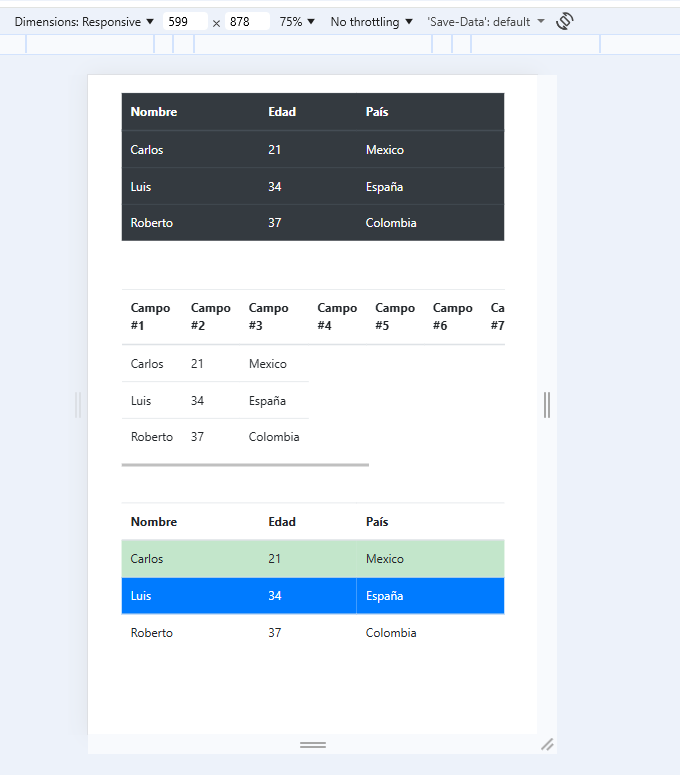 Dimensions: Responsive ▼ 599 × 878 75% ▼ No throttling ▼ 'Save-Data': default ▼
Nombre Edad País
Carlos 21 Mexico
Luis 34 España
Roberto 37 Colombia
Campo Campo Campo Campo Campo Campo Ca
#1 #2 #3 #4 #5 #6 #7
Carlos 21 Mexico
Luis 34 España
Roberto 37 Colombia
Nombre Edad País
Carlos 21 Mexico
Luis 34 España
Roberto 37 Colombia